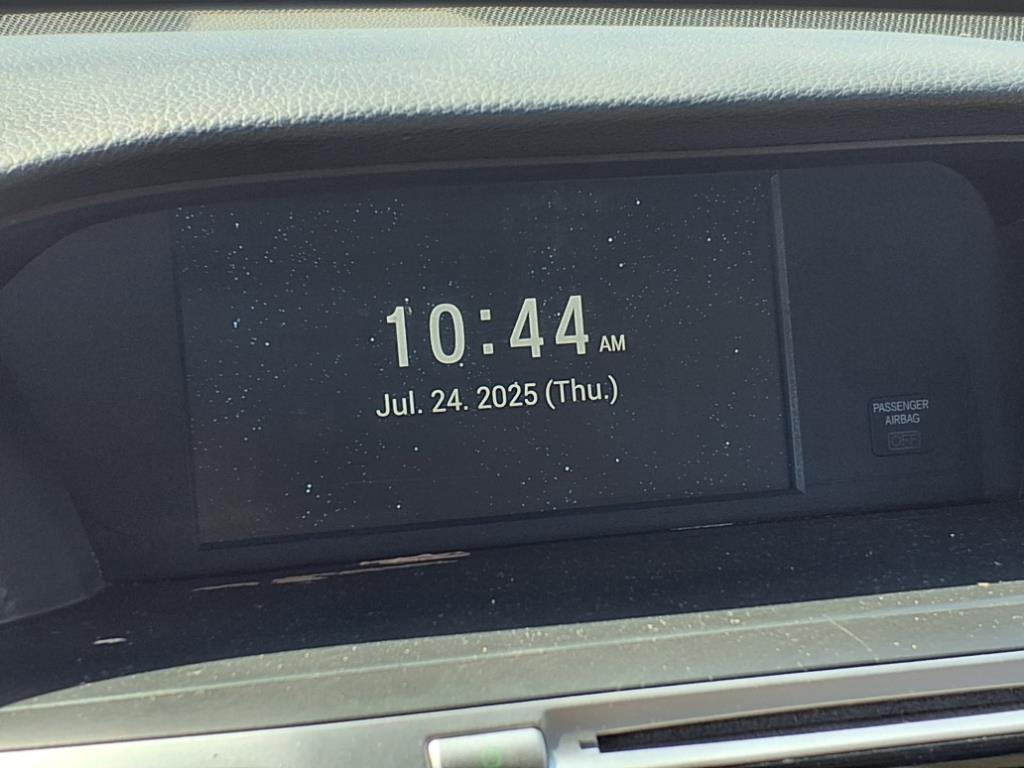 10:44 AM
Jul. 24. 2025 (Thu.)
PASSENGER
AIRBAG
OFF